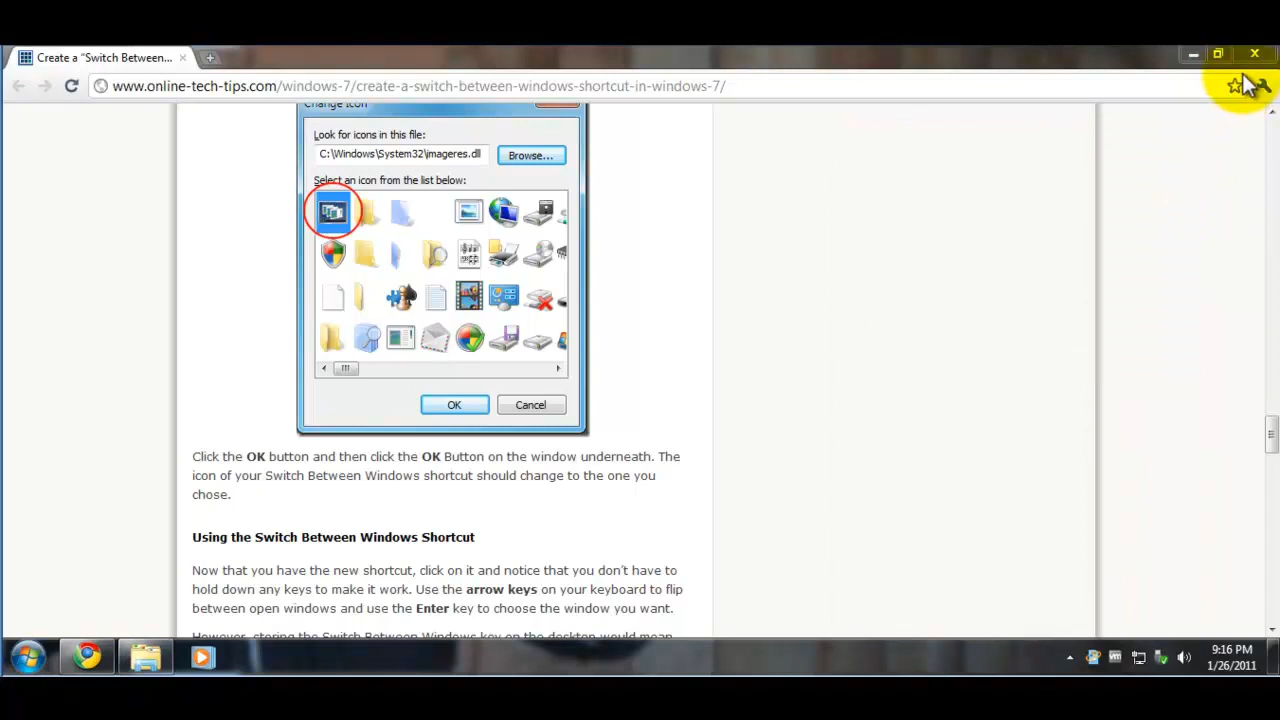 Create a “Switch Between...
www.online-tech-tips.com/windows-7/create-a-switch-between-windows-shortcut-in-windows-7/
Change Icon
Look for icons in this file:
C:\Windows\System32\imageres.dll
Browse...
Select an icon from the list below:
OK
Cancel
Click the OK button and then click the OK Button on the window underneath. The
icon of your Switch Between Windows shortcut should change to the one you
chose.
Using the Switch Between Windows Shortcut
Now that you have the new shortcut, click on it and notice that you don’t have to
hold down any keys to make it work. Use the arrow keys on your keyboard to flip
between open windows and use the Enter key to choose the window you want.
However, storing the Switch Between Windows key on the desktop would mean
9:16 PM
1/26/2011